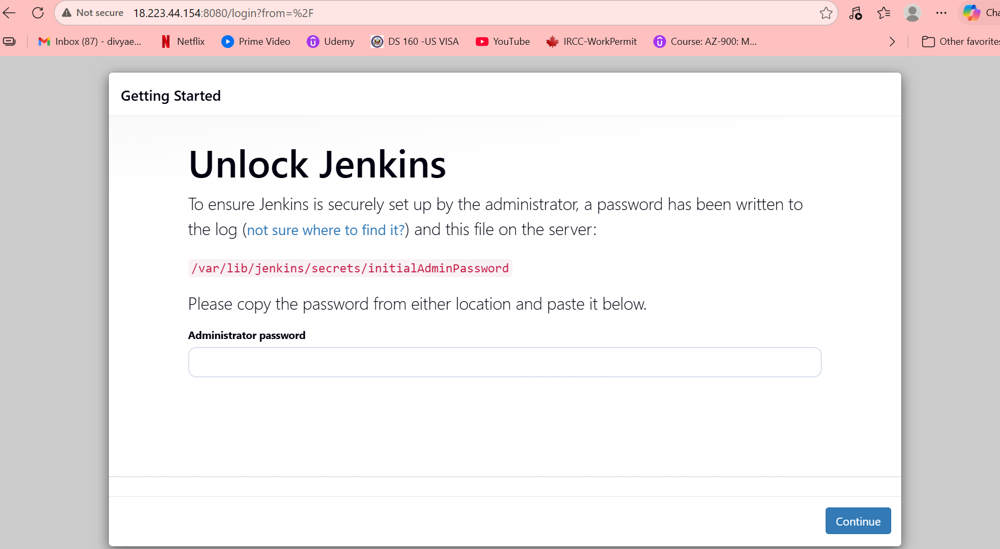 Not secure 18.223.44.154:8080/login?from=%2F
Cha
Inbox (87) - divyae... Netflix Prime Video Udemy DS 160 -US VISA YouTube IRCC-WorkPermit Course: AZ-900: M... Other favorites
Getting Started
Unlock Jenkins
To ensure Jenkins is securely set up by the administrator, a password has been written to
the log (not sure where to find it?) and this file on the server:
/var/lib/jenkins/secrets/initialAdminPassword
Please copy the password from either location and paste it below.
Administrator password
Continue